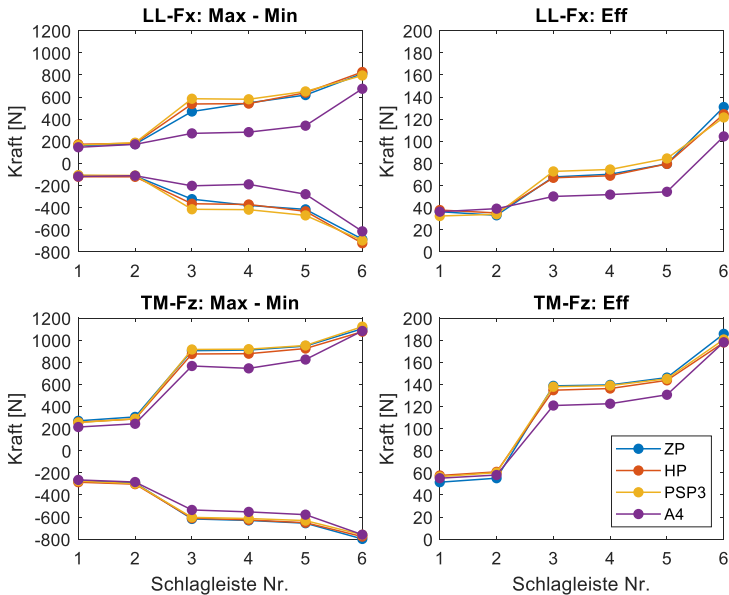 LL-Fx: Max - Min
Kraft [N]
1200
1000
800
600
400
200
0
-200
-400
-600
-800
1 2 3 4 5 6
LL-Fx: Eff
Kraft [N]
200
180
160
140
120
100
80
60
40
20
0
1 2 3 4 5 6
TM-Fz: Max - Min
Kraft [N]
1200
1000
800
600
400
200
0
-200
-400
-600
-800
1 2 3 4 5 6
Schlagleiste Nr.
TM-Fz: Eff
Kraft [N]
200
180
160
140
120
100
80
60
40
20
0
1 2 3 4 5 6
Schlagleiste Nr.
ZP
HP
PSP3
A4